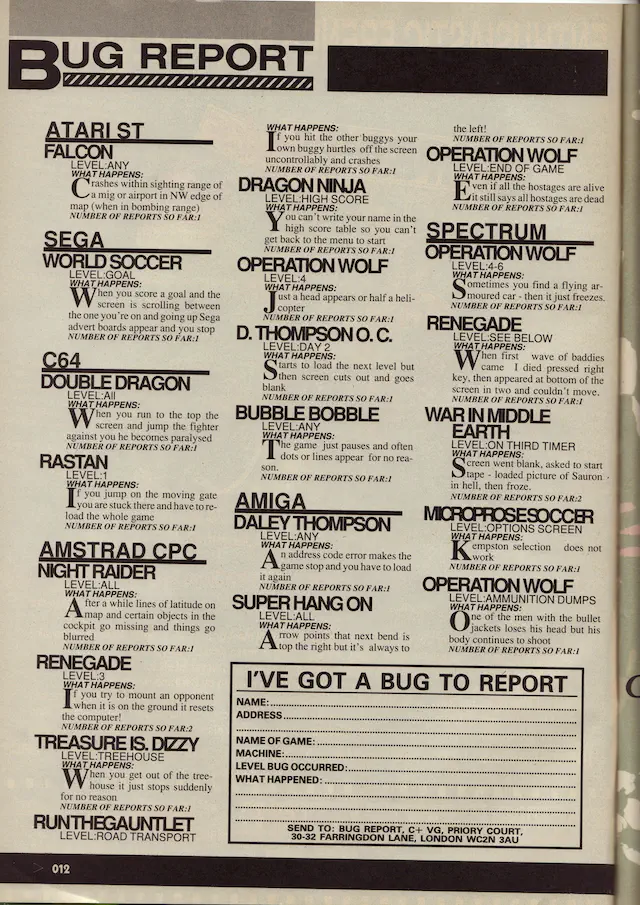 BUG REPORT
ATARI ST
FALCON
LEVEL:ANY
WHAT HAPPENS:
Crashes within sighting range of
a mig or airport in NW edge of
map (when in bombing range)
NUMBER OF REPORTS SO FAR:1
SEGA
WORLD SOCCER
LEVEL:GOAL
WHAT HAPPENS:
When you score a goal and the
screen is scrolling between
the one you're on and going up Sega
advert boards appear and you stop
NUMBER OF REPORTS SO FAR:1
C64
DOUBLE DRAGON
LEVEL:All
WHAT HAPPENS:
When you run to the top the
screen and jump the fighter
against you he becomes paralysed
NUMBER OF REPORTS SO FAR:1
RASTAN
LEVEL:1
WHAT HAPPENS:
If you jump on the moving gate
you are stuck there and have to re-
load the whole game
NUMBER OF REPORTS SO FAR:1
AMSTRAD CPC
NIGHT RAIDER
LEVEL:ALL
WHAT HAPPENS:
After a while lines of latitude on
map and certain objects in the
cockpit go missing and things go
blurred
NUMBER OF REPORTS SO FAR:1
RENEGADE
LEVEL:3
WHAT HAPPENS:
If you try to mount an opponent
when it is on the ground it resets
the computer!
NUMBER OF REPORTS SO FAR:2
TREASURE IS. DIZZY
LEVEL:TREEHOUSE
WHAT HAPPENS:
When you get out of the tree-
house it just stops suddenly
for no reason
NUMBER OF REPORTS SO FAR:1
RUN THE GAUNTLET
LEVEL:ROAD TRANSPORT
WHAT HAPPENS:
If you hit the other buggys your
own buggy hurtles off the screen
uncontrollably and crashes
NUMBER OF REPORTS SO FAR:1
DRAGON NINJA
LEVEL:HIGH SCORE
WHAT HAPPENS:
You can't write your name in the
high score table so you can't
get back to the menu to start
NUMBER OF REPORTS SO FAR:1
OPERATION WOLF
LEVEL:4
WHAT HAPPENS:
Just a head appears or half a heli-
copter
NUMBER OF REPORTS SO FAR:1
D. THOMPSON O. C.
LEVEL:DAY 2
WHAT HAPPENS:
Starts to load the next level but
then screen cuts out and goes
blank
NUMBER OF REPORTS SO FAR:1
BUBBLE BOBBLE
LEVEL:ANY
WHAT HAPPENS:
The game just pauses and often
dots or lines appear for no rea-
son.
NUMBER OF REPORTS SO FAR:1
AMIGA
DALEY THOMPSON
LEVEL:ANY
WHAT HAPPENS:
An address code error makes the
game stop and you have to load
it again
NUMBER OF REPORTS SO FAR:1
SUPER HANG ON
LEVEL:ALL
WHAT HAPPENS:
Arrow points that next bend is
top the right but it's always to
the left!
NUMBER OF REPORTS SO FAR:1
OPERATION WOLF
LEVEL:END OF GAME
WHAT HAPPENS:
Even if all the hostages are alive
it still says all hostages are dead
NUMBER OF REPORTS SO FAR:1
SPECTRUM
OPERATION WOLF
LEVEL:4-6
WHAT HAPPENS:
Sometimes you find a flying ar-
moured car - then it just freezes.
NUMBER OF REPORTS SO FAR:1
RENEGADE
LEVEL:SEE BELOW
WHAT HAPPENS:
When first wave of baddies
came I died pressed right
key, then appeared at bottom of the
screen in two and couldn't move.
NUMBER OF REPORTS SO FAR:1
WAR IN MIDDLE
EARTH
LEVEL:ON THIRD TIMER
WHAT HAPPENS:
Screen went blank, asked to start
tape - loaded picture of Sauron -
in hell, then froze.
NUMBER OF REPORTS SO FAR:2
MICROPROSE SOCCER
LEVEL:OPTIONS SCREEN
WHAT HAPPENS:
Kempston selection does not
work
NUMBER OF REPORTS SO FAR:1
OPERATION WOLF
LEVEL:AMMUNITION DUMPS
WHAT HAPPENS:
One of the men with the bullet
jackets loses his head but his
body continues to shoot
NUMBER OF REPORTS SO FAR:1
I'VE GOT A BUG TO REPORT
NAME:
ADDRESS
NAME OF GAME:
MACHINE:
LEVEL BUG OCCURRED:
WHAT HAPPENED:
SEND TO: BUG REPORT, C+ VG, PRIORY COURT,
30-32 FARRINGDON LANE, LONDON WC2N 3AU
012